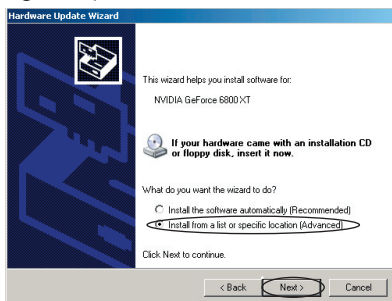 Hardware Update Wizard
This wizard helps you install software for:
NVIDIA GeForce 6800 XT
If your hardware came with an installation CD
or floppy disk, insert it now.
What do you want the wizard to do?
Install the software automatically (Recommended)
Install from a list or specific location (Advanced)
Click Next to continue.
< Back Next > Cancel